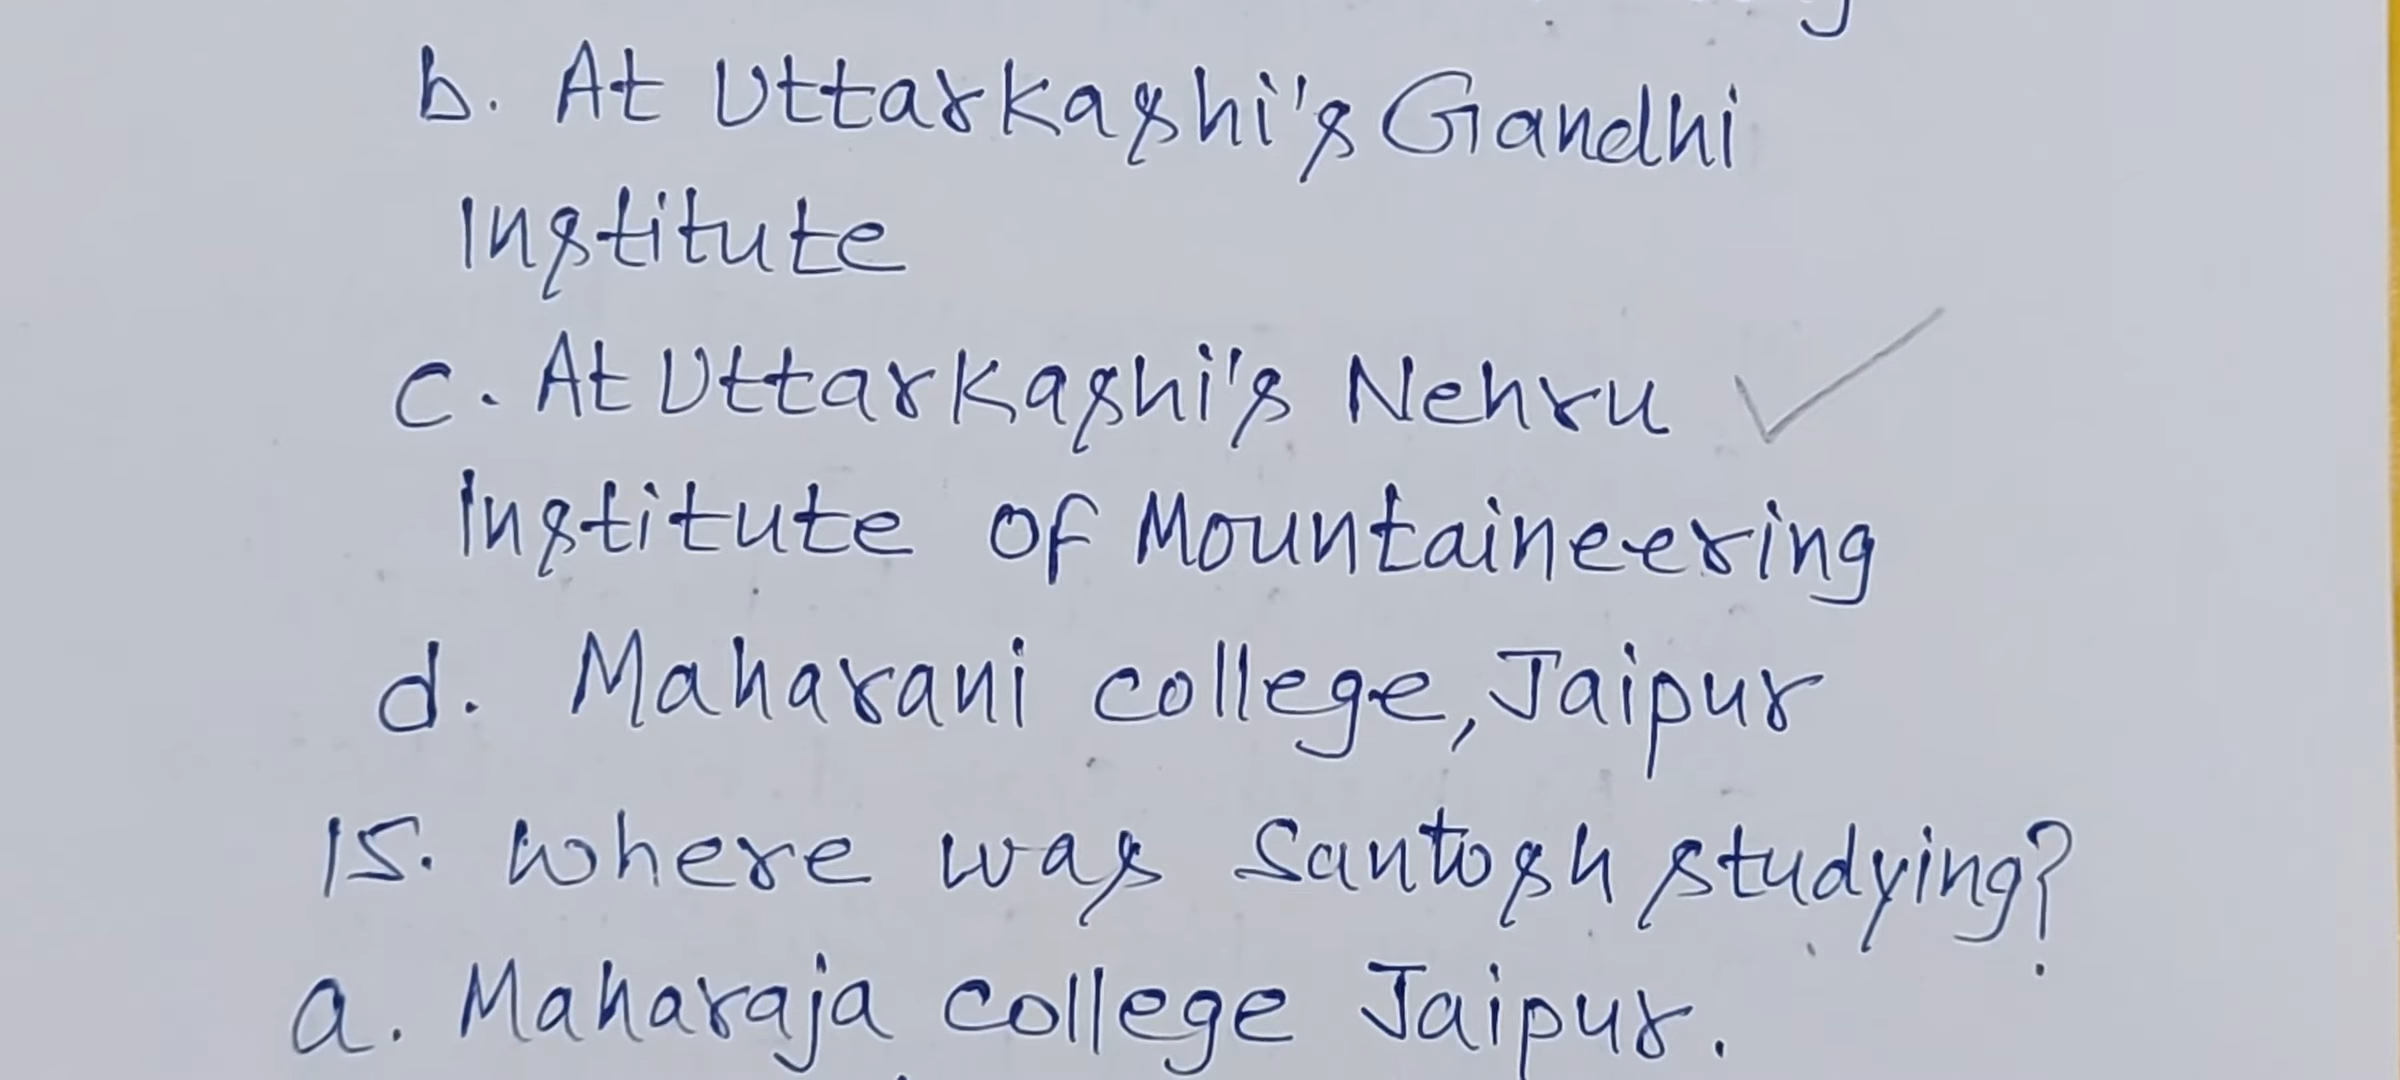 b. At Uttarkashi's Gandhi
Institute
c. At Uttarkashi's Nehru
Institute of Mountaineering
d. Maharani college, Jaipur
15. Where was Santosh studying?
a. Maharaja college Jaipur.